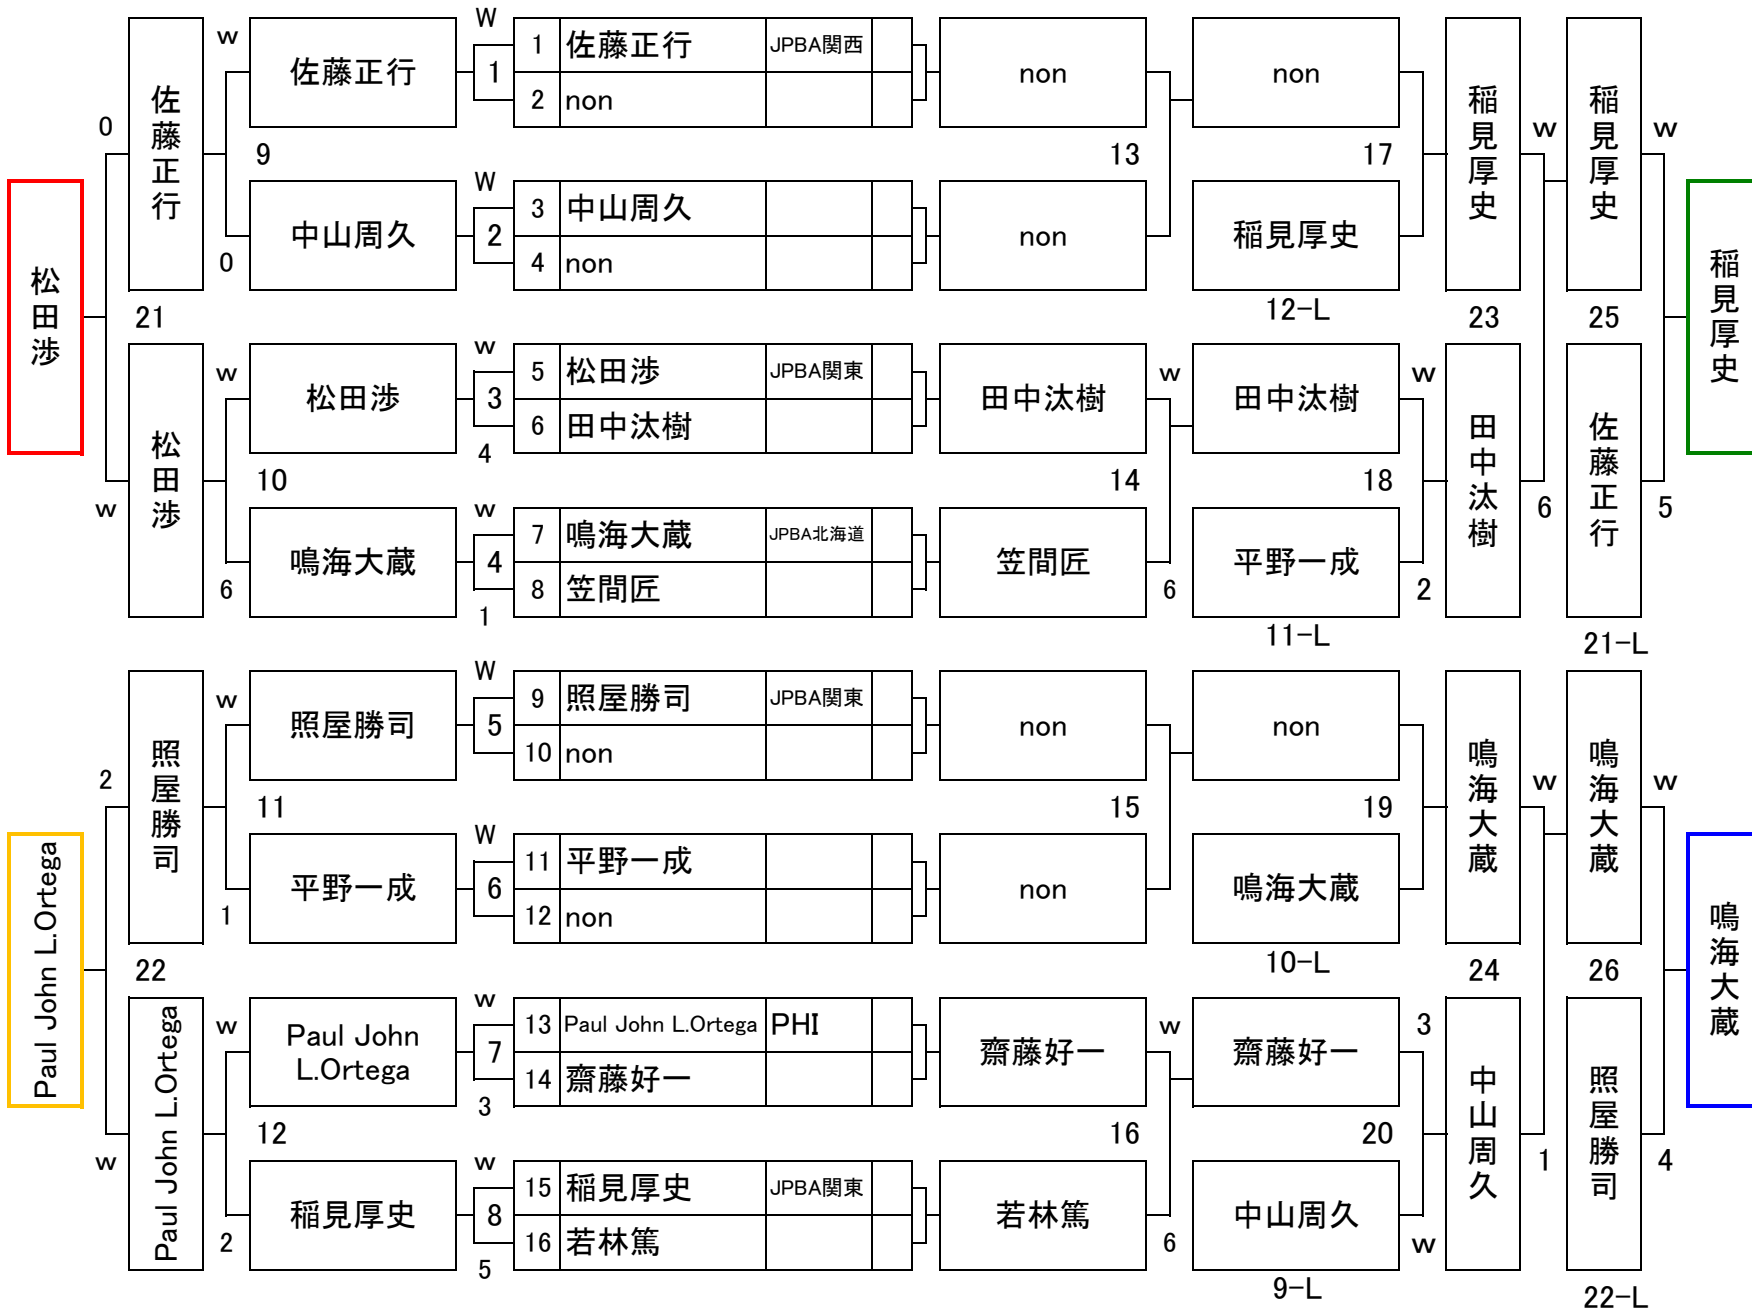 W
1 佐藤正行 JPBA関西
w
佐藤正行
1
2 non
non
non
0
佐藤正行
9
13
17
稲見厚史
w
稲見厚史
w
W
3 中山周久
中山周久
2
4 non
non
稲見厚史
0
12-L
松田渉
21
23
25
稲見厚史
w
5 松田渉 JPBA関東
w
松田渉
3
6 田中汰樹
4
田中汰樹
w
田中汰樹
w
松田渉
10
14
18
田中汰樹
6
佐藤正行
5
w
w
7 鳴海大蔵 JPBA北海道
鳴海大蔵
4
8 笠間匠
1
笠間匠
平野一成
6
6
2
11-L
21-L
W
9 照屋勝司 JPBA関東
w
照屋勝司
5
10 non
non
non
2
照屋勝司
11
15
19
鳴海大蔵
w
鳴海大蔵
w
W
11 平野一成
平野一成
6
12 non
non
鳴海大蔵
1
10-L
Paul John L.Ortega
22
24
26
鳴海大蔵
w
13 Paul John L.Ortega PHI
w
Paul John
L.Ortega
7
14 齋藤好一
3
齋藤好一
w
齋藤好一
3
Paul John L.Ortega
12
16
20
中山周久
1
照屋勝司
4
w
w
15 稲見厚史 JPBA関東
稲見厚史
8
16 若林篤
5
若林篤
中山周久
2
6
w
9-L
22-L